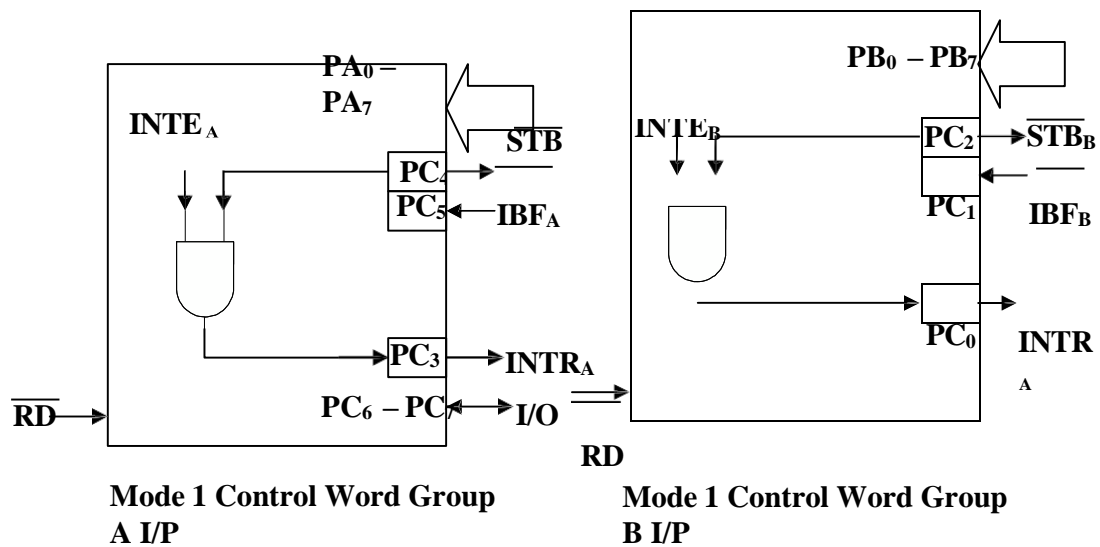 PA₀ –
PA₇
INTE A
STB
PC₄
PC₅
IBFA
PC₃
INTRA
PC₆ – PC₇
I/O
RD
Mode 1 Control Word Group
A I/P
PB₀ – PB₇
INTEB
PC₂
STBB
PC₁
IBFB
PC₀
INTR
A
RD
Mode 1 Control Word Group
B I/P